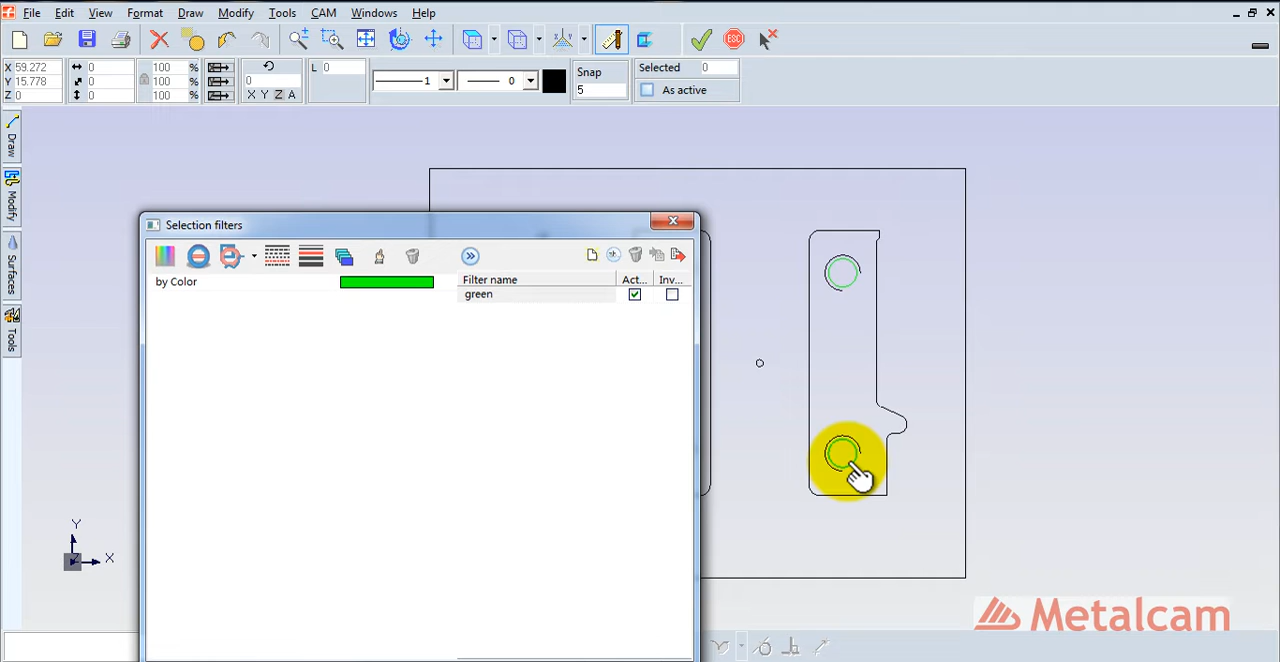 File Edit View Format Draw Modify Tools CAM Windows Help
X 59.272 0 100 % L 0 1 0 Snap Selected 0
Y 15.778 100 % 0
Z 0 0 100 % X Y Z A 5 As active
Draw
Modify
Surfaces
Tools
Selection filters
by Color
Filter name Act... Inv...
green
Y
X
ESC
Metalcam